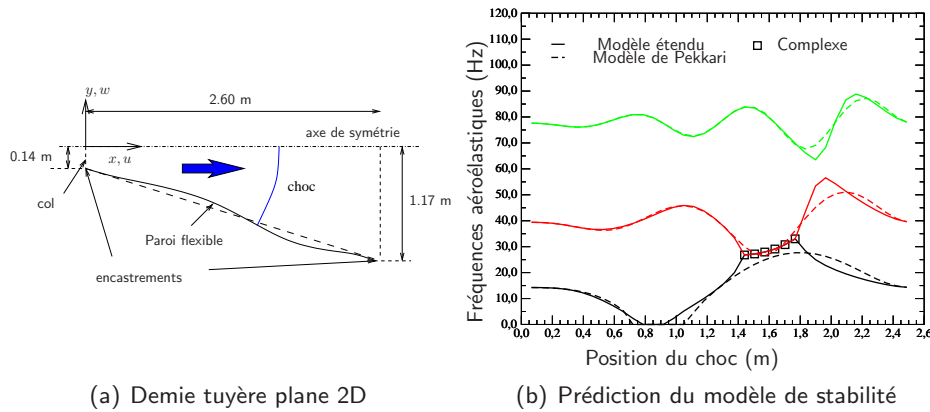 y, w
2.60 m
axe de symétrie
0.14 m
x, u
choc
1.17 m
col
Paroi flexible
encastrements
(a) Demie tuyère plane 2D
Fréquences aéroélastiques (Hz)
120,0
110,0
100,0
90,0
80,0
70,0
60,0
50,0
40,0
30,0
20,0
10,0
0,0
Modèle étendu
Complexe
Modèle de Pekkari
0,0 0,2 0,4 0,6 0,8 1,0 1,2 1,4 1,6 1,8 2,0 2,2 2,4 2,6
Position du choc (m)
(b) Prédiction du modèle de stabilité